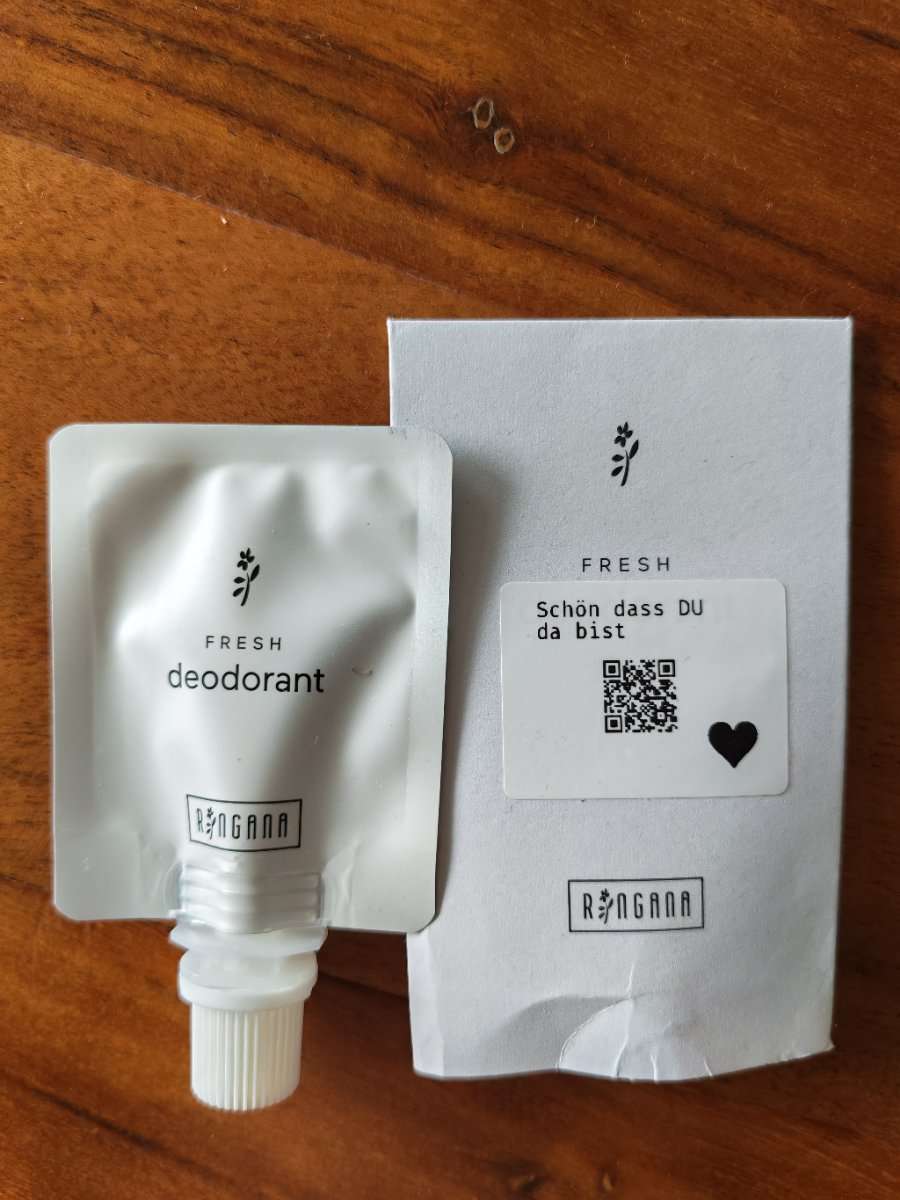 FRESH
deodorant
RINGANA
FRESH
Schön dass DU
da bist
RINGANA